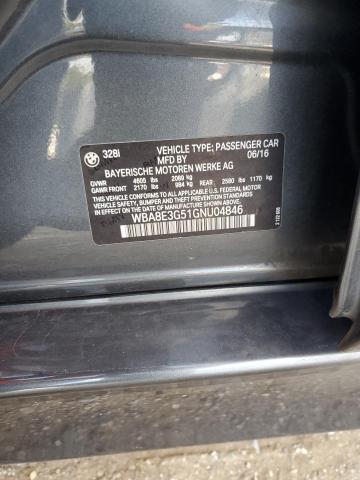 BMW 328I VEHICLE TYPE; PASSENGER CAR
MFD BY 06/16
BAYERISCHE MOTOREN WERKE AG
GVWR 4605 lbs 2089 kg
GAWR FRONT 2170 lbs 984 kg REAR: 2580 lbs 1170 kg
THIS VEHICLE CONFORMS TO ALL APPLICABLE U.S. FEDERAL MOTOR
VEHICLE SAFETY, BUMPER AND THEFT PREVENTION STANDARDS
IN EFFECT ON THE DATE OF MANUFACTURE SHOWN ABOVE.
WBA8E3G51GNU04846